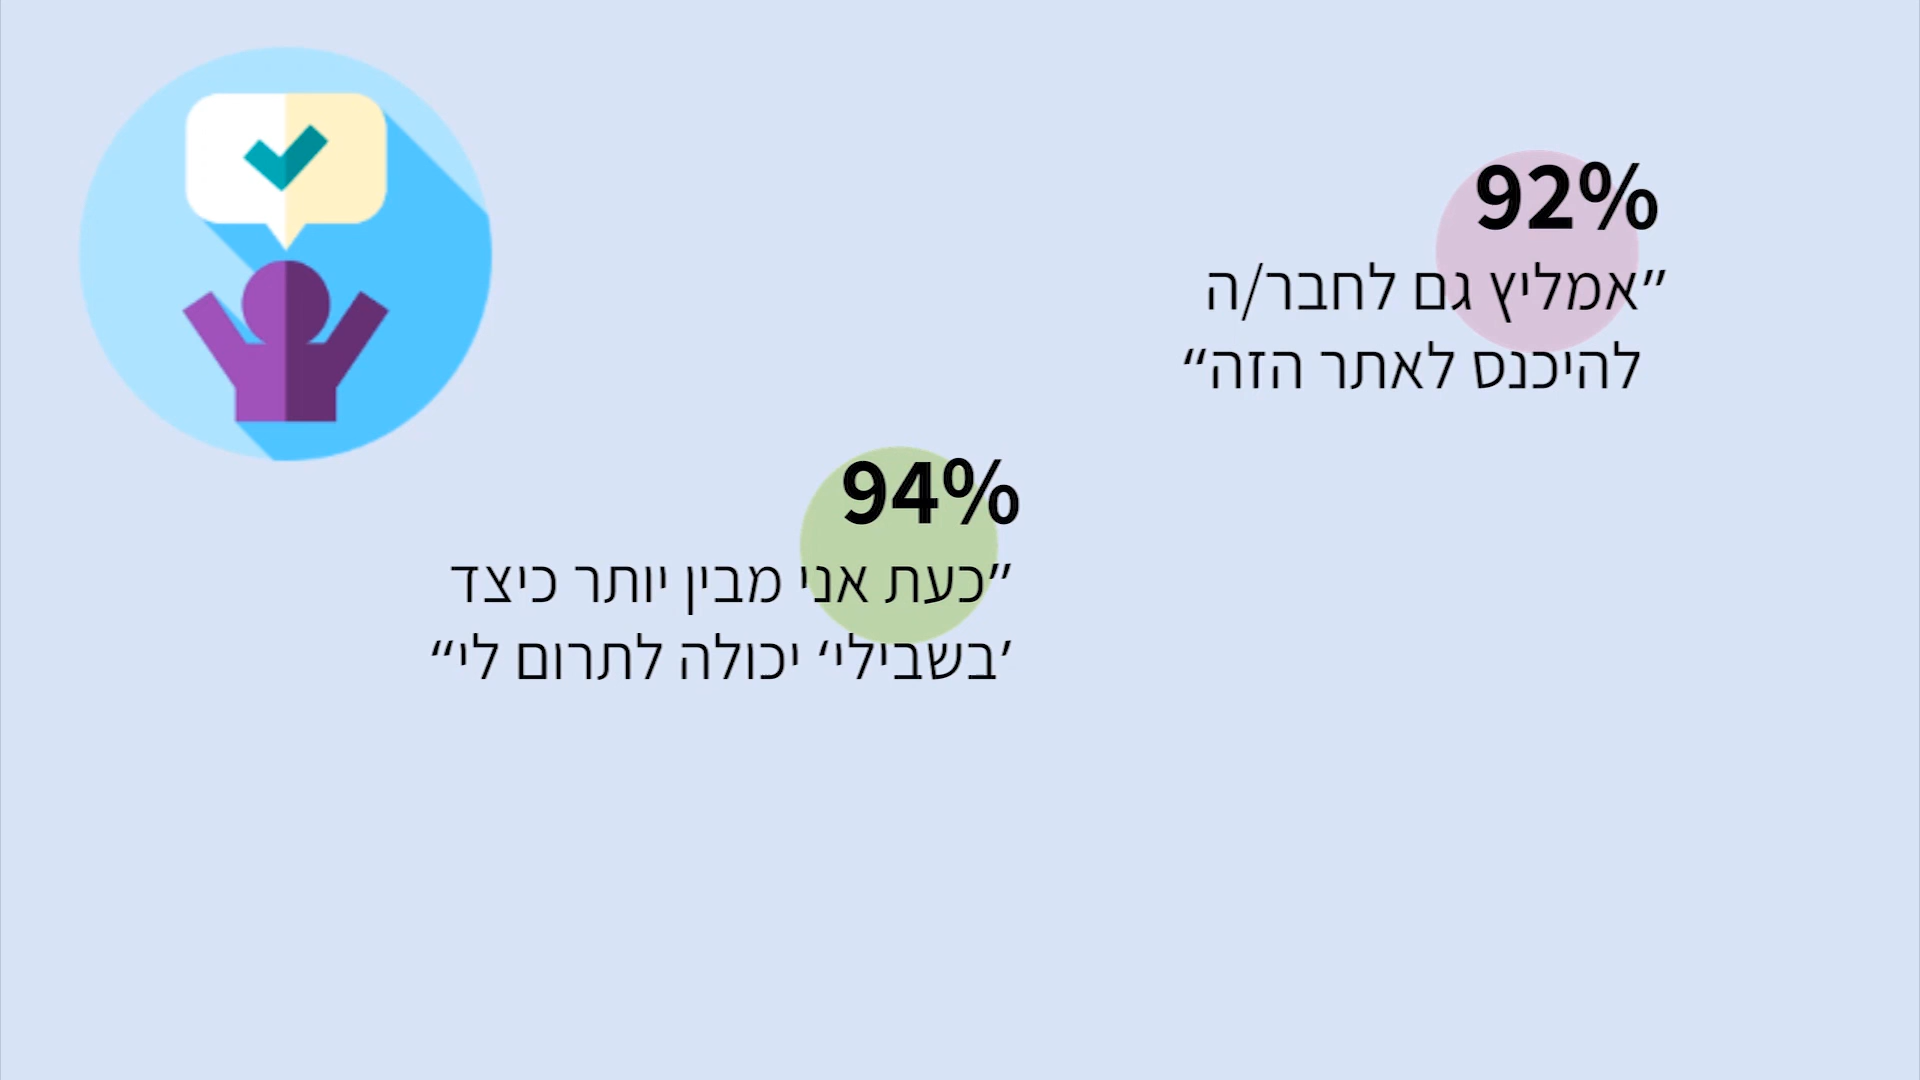 92%
״אמליץ גם לחבר/ה
להיכנס לאתר הזה״
94%
״כעת אני מבין יותר כיצד
׳בשבילי׳ יכולה לתרום לי״